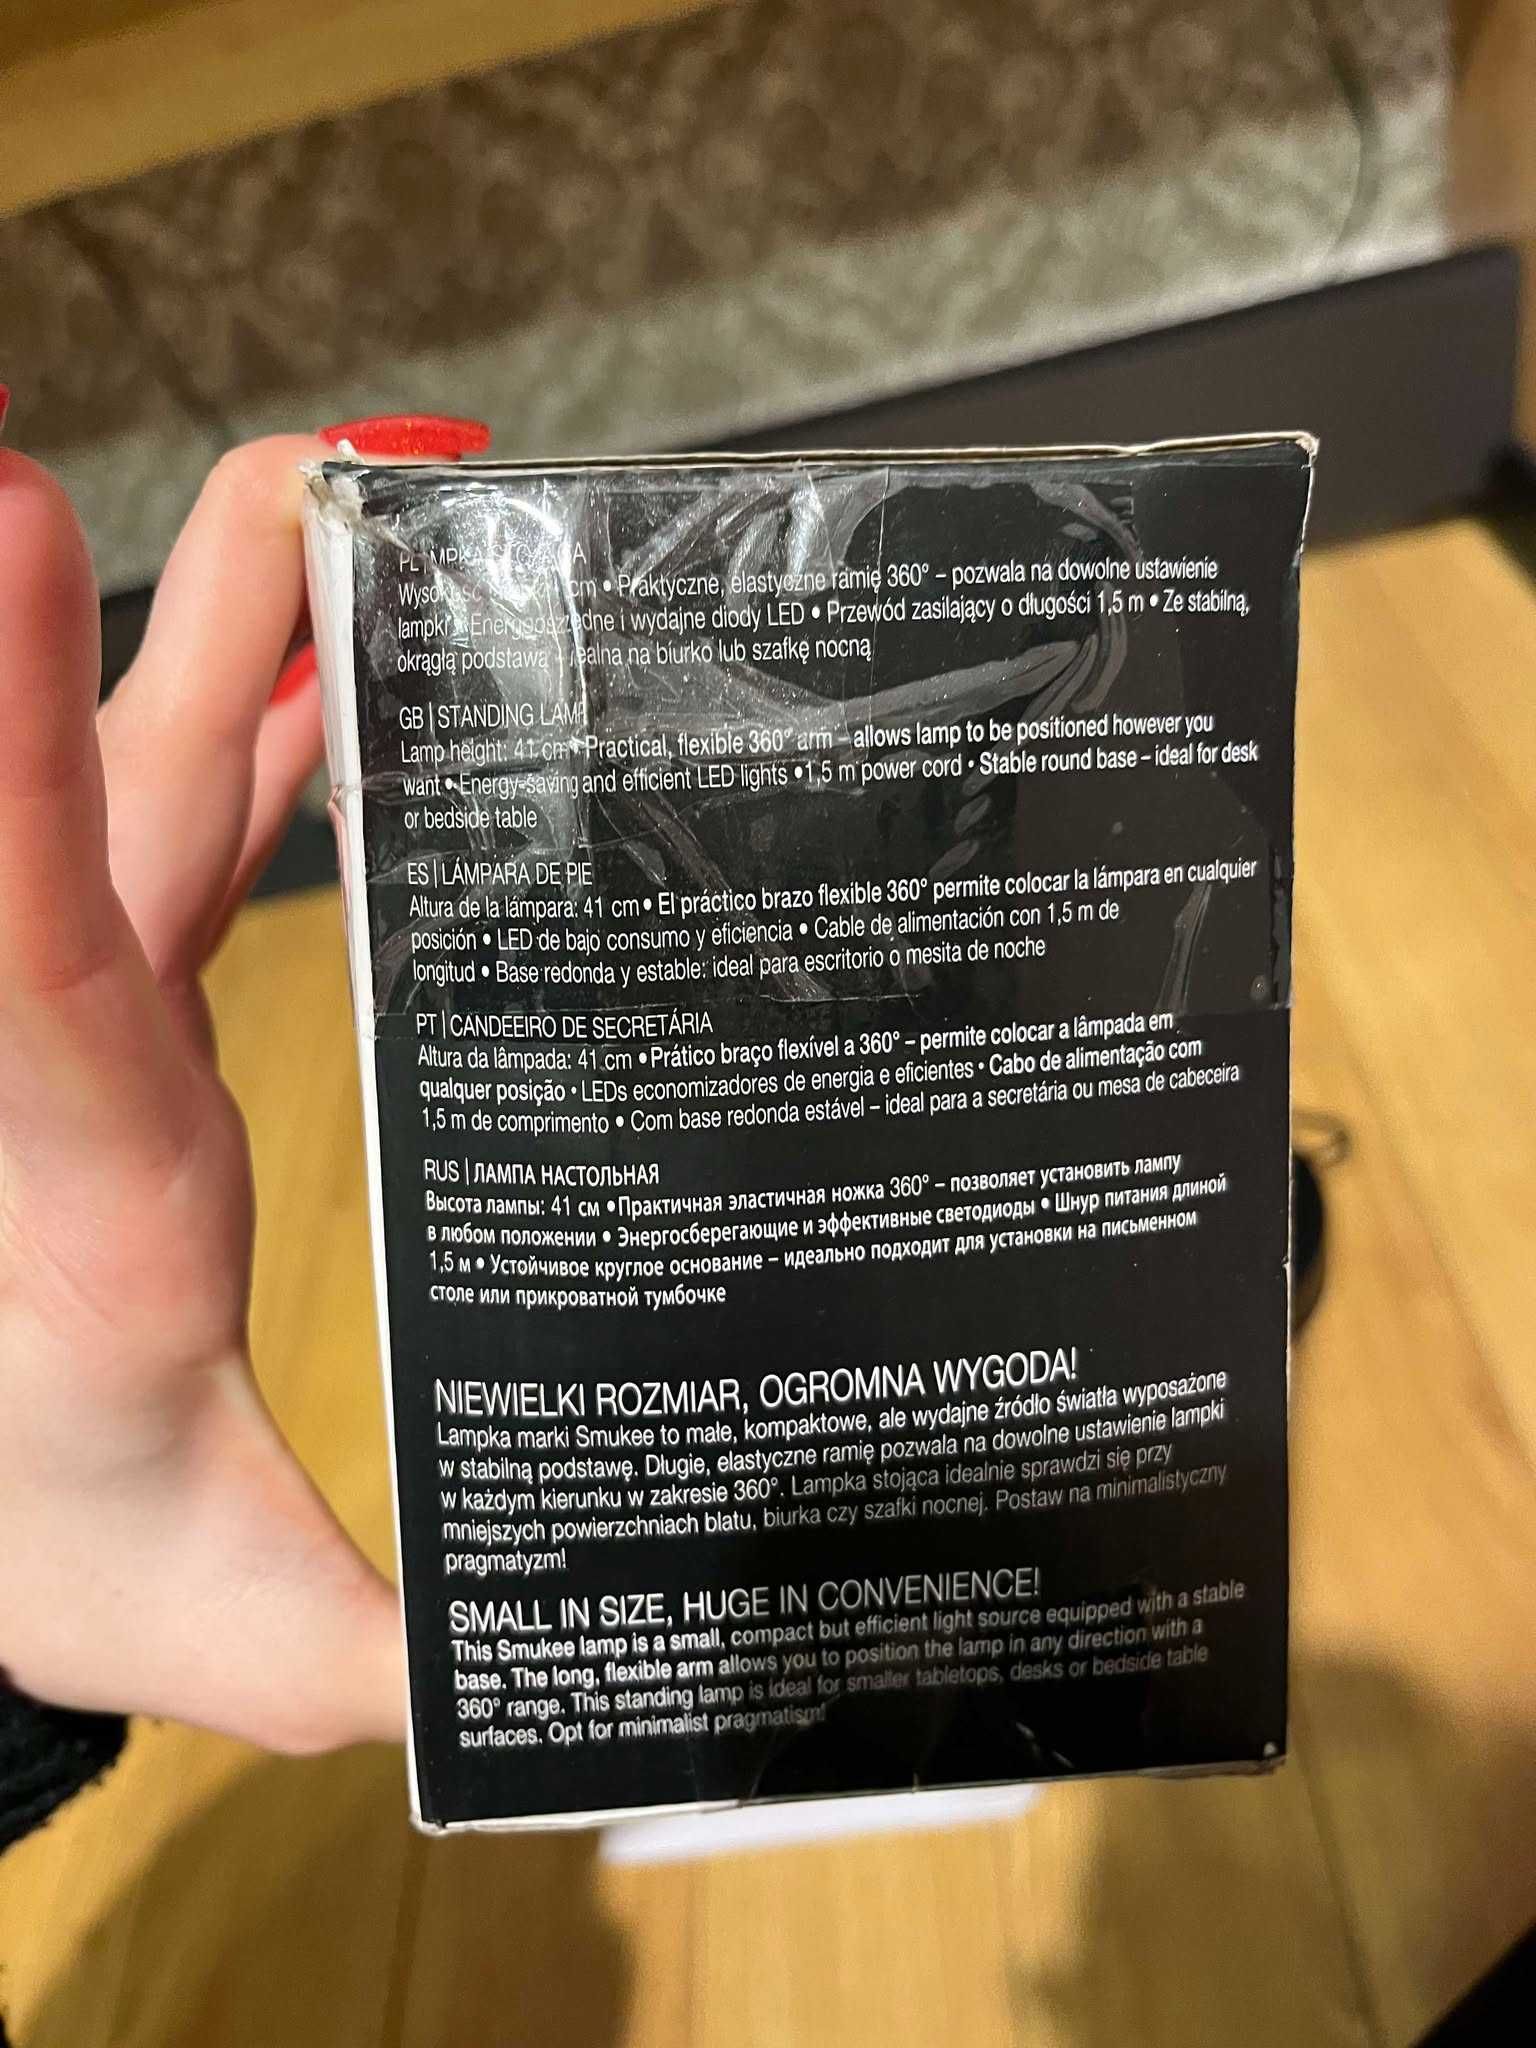 PL | LAMPKA STOJĄCA
Wysokość cm • Praktyczne, elastyczne ramię 360° – pozwala na dowolne ustawienie
lampki • Energooszczędne i wydajne diody LED • Przewód zasilający o długości 1,5 m • Ze stabilną,
okrągłą podstawą – idealna na biurko lub szafkę nocną
GB | STANDING LAMP
Lamp height: 41 cm • Practical, flexible 360° arm – allows lamp to be positioned however you
want • Energy-saving and efficient LED lights • 1,5 m power cord • Stable round base – ideal for desk
or bedside table
ES | LÁMPARA DE PIE
Altura de la lámpara: 41 cm • El práctico brazo flexible 360° permite colocar la lámpara en cualquier
posición • LED de bajo consumo y eficiencia • Cable de alimentación con 1,5 m de
longitud • Base redonda y estable: ideal para escritorio o mesita de noche
PT | CANDEEIRO DE SECRETÁRIA
Altura da lâmpada: 41 cm • Prático braço flexível a 360° – permite colocar a lâmpada em
qualquer posição • LEDs economizadores de energia e eficientes • Cabo de alimentação com
1,5 m de comprimento • Com base redonda estável – ideal para a secretária ou mesa de cabeceira
RUS | ЛАМПА НАСТОЛЬНАЯ
Высота лампы: 41 см • Практичная эластичная ножка 360° – позволяет установить лампу
в любом положении • Энергосберегающие и эффективные светодиоды • Шнур питания длиной
1,5 м • Устойчивое круглое основание – идеально подходит для установки на письменном
столе или прикроватной тумбочке
NIEWIELKI ROZMIAR, OGROMNA WYGODA!
Lampka marki Smukee to małe, kompaktowe, ale wydajne źródło światła wyposażone
w stabilną podstawę. Długie, elastyczne ramię pozwala na dowolne ustawienie lampki
w każdym kierunku w zakresie 360°. Lampka stojąca idealnie sprawdzi się przy
mniejszych powierzchniach blatu, biurka czy szafki nocnej. Postaw na minimalistyczny
pragmatyzm!
SMALL IN SIZE, HUGE IN CONVENIENCE!
This Smukee lamp is a small, compact but efficient light source equipped with a stable
base. The long, flexible arm allows you to position the lamp in any direction with a
360° range. This standing lamp is ideal for smaller tabletops, desks or bedside table
surfaces. Opt for minimalist pragmatism!